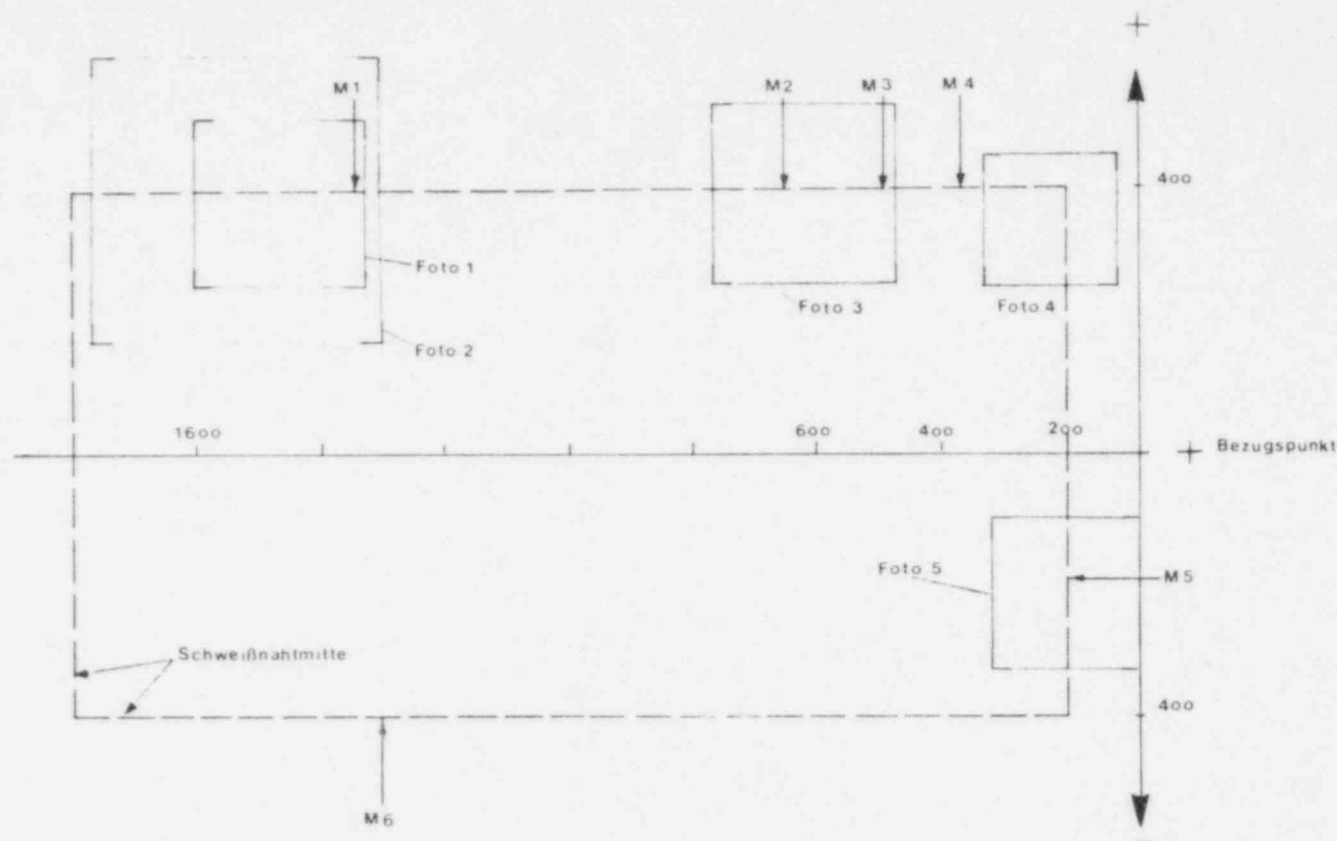 +
M1
M2
M3
M4
400
Foto 1
Foto 3
Foto 4
Foto 2
1600
600
400
200
+ Bezugspunkt
Foto 5
M5
Schweißnahtmitte
400
M6